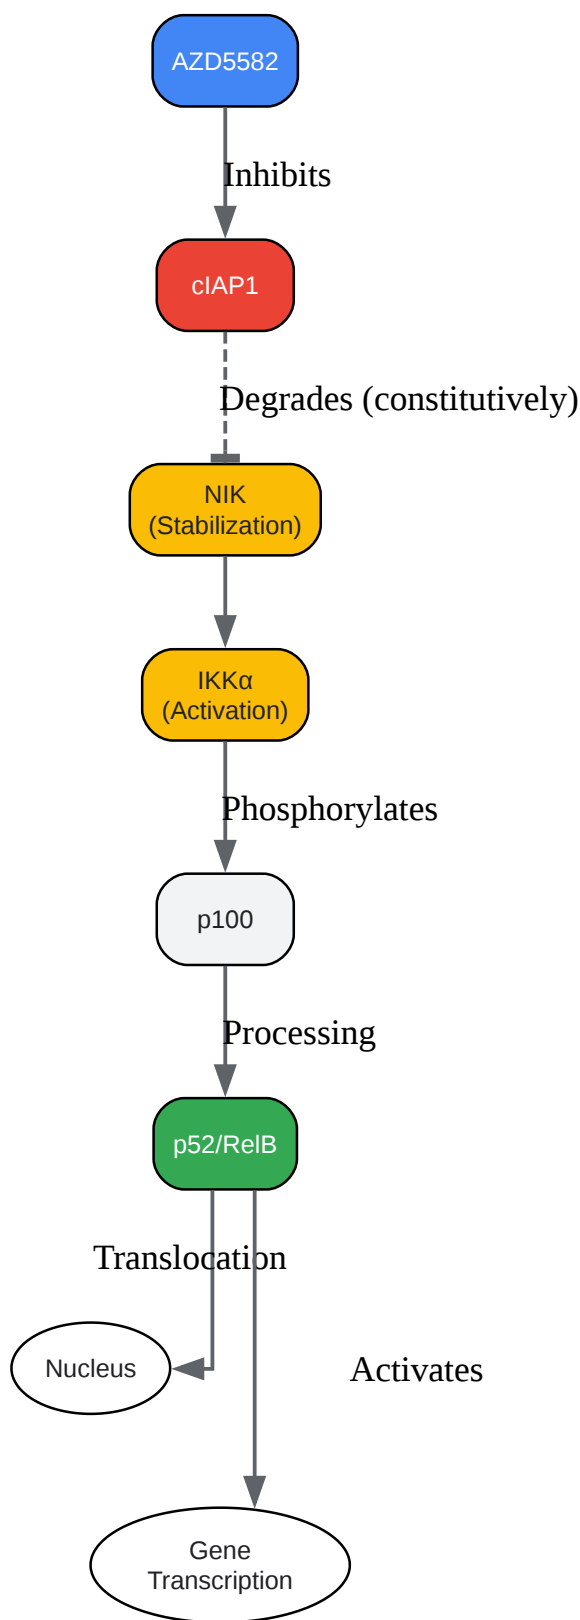 AZD5582
Inhibits
cIAP1
Degrades (constitutively)
NIK
(Stabilization)
IKKα
(Activation)
Phosphorylates
p100
Processing
p52/RelB
Translocation
Nucleus
Activates
Gene
Transcription